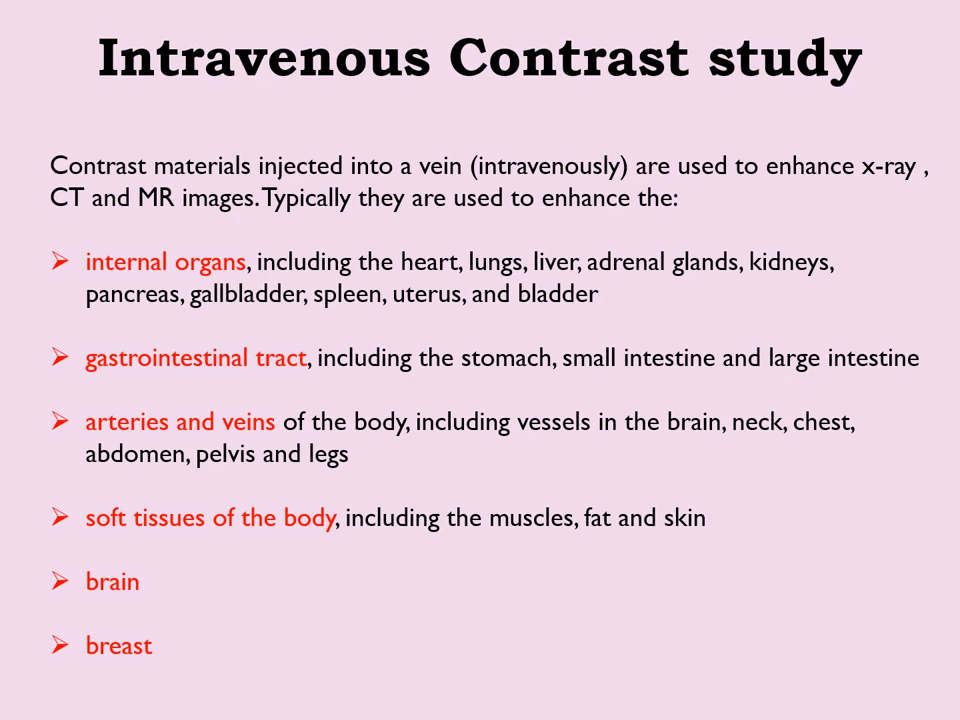 Intravenous Contrast study
Contrast materials injected into a vein (intravenously) are used to enhance x-ray ,
CT and MR images. Typically they are used to enhance the:
➢ internal organs, including the heart, lungs, liver, adrenal glands, kidneys,
pancreas, gallbladder, spleen, uterus, and bladder
➢ gastrointestinal tract, including the stomach, small intestine and large intestine
➢ arteries and veins of the body, including vessels in the brain, neck, chest,
abdomen, pelvis and legs
➢ soft tissues of the body, including the muscles, fat and skin
➢ brain
➢ breast